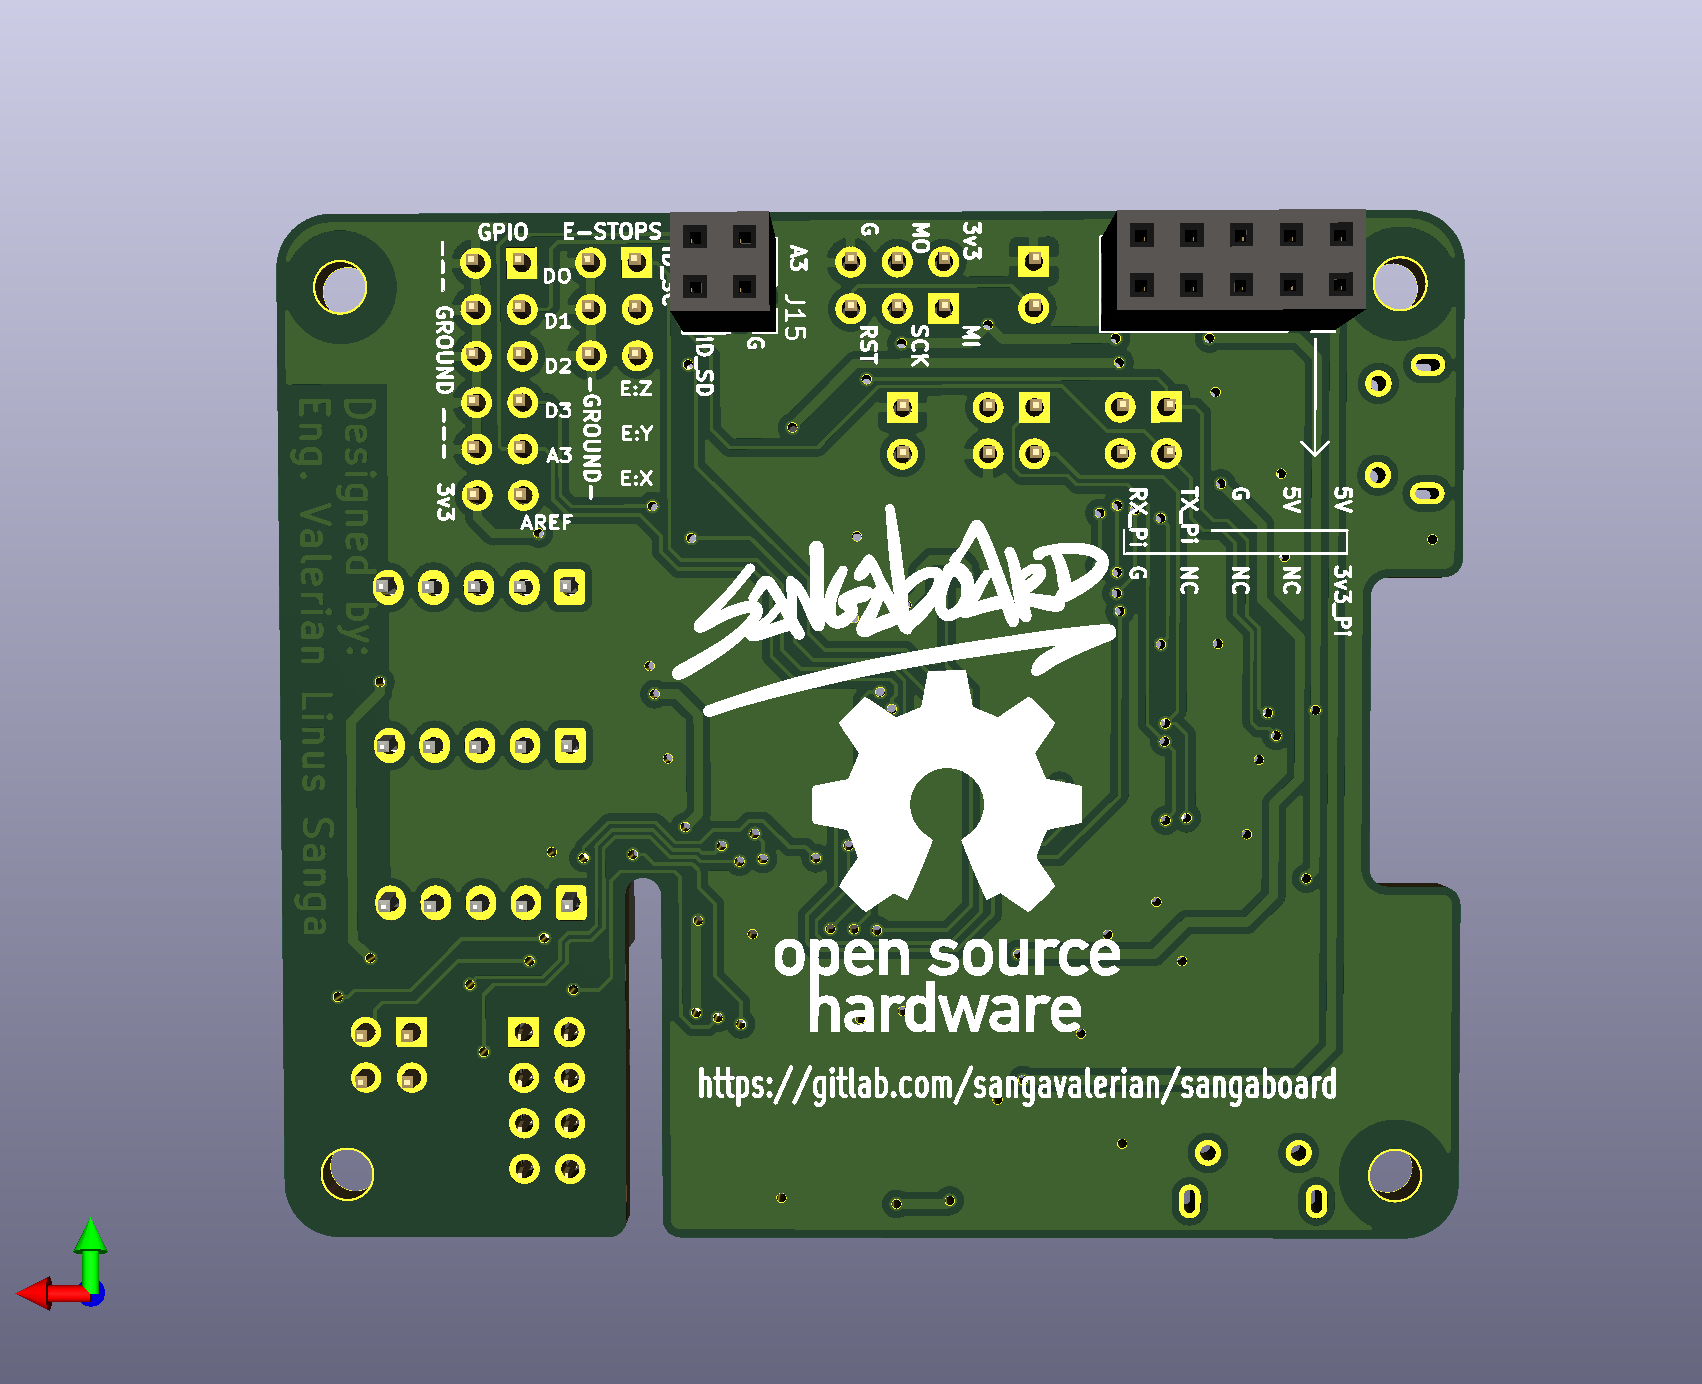 GPIO
E-STOPS
--- GROUND ---
3v3
D0
D1
D2
D3
A3
AREF
-GROUND-
E:Z
E:Y
E:X
ID_SD
G
A3
J15
G
MO
3v3
RST
SCK
MI
RX_Pi
TX_Pi
G
5V
5V
G
NC
NC
NC
3v3_Pi
Designed by:
Eng. Valerian Linus Sanga
SANGABOARD
open source
hardware
https://gitlab.com/sangavalerian/sangaboard